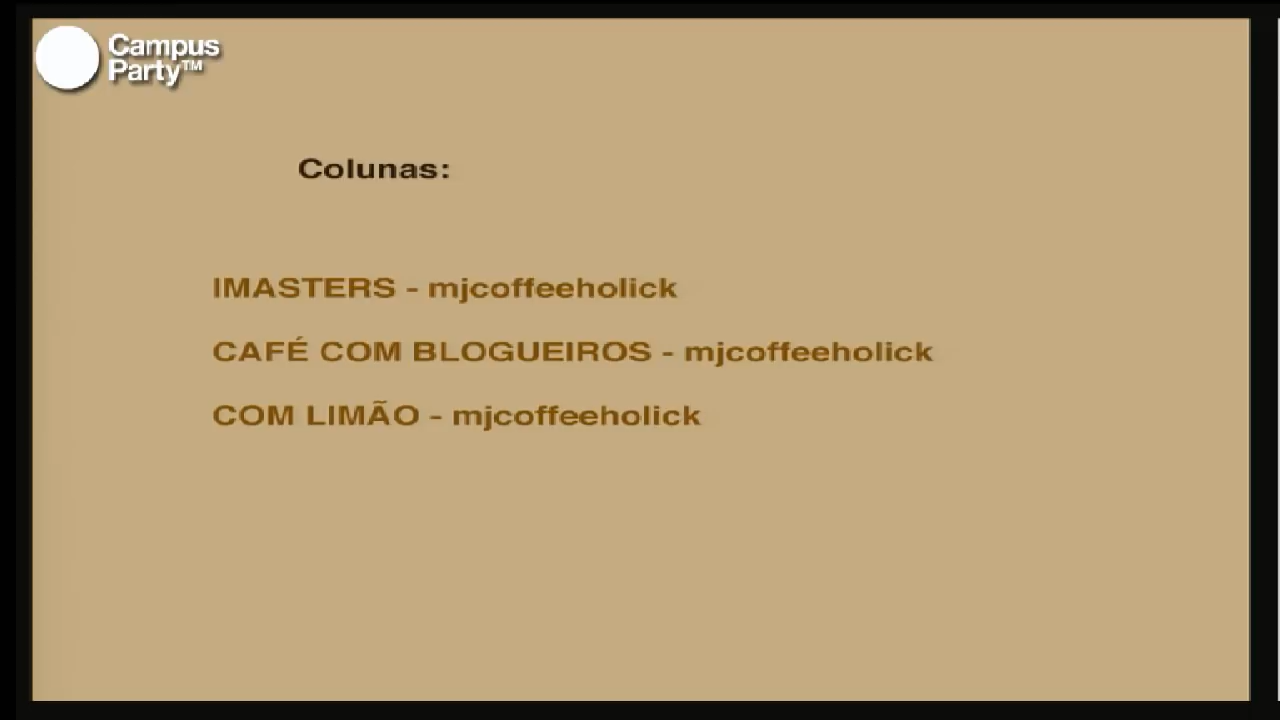 Campus
Party™
Colunas:
IMASTERS - mjcoffeeholick
CAFÉ COM BLOGUEIROS - mjcoffeeholick
COM LIMÃO - mjcoffeeholick